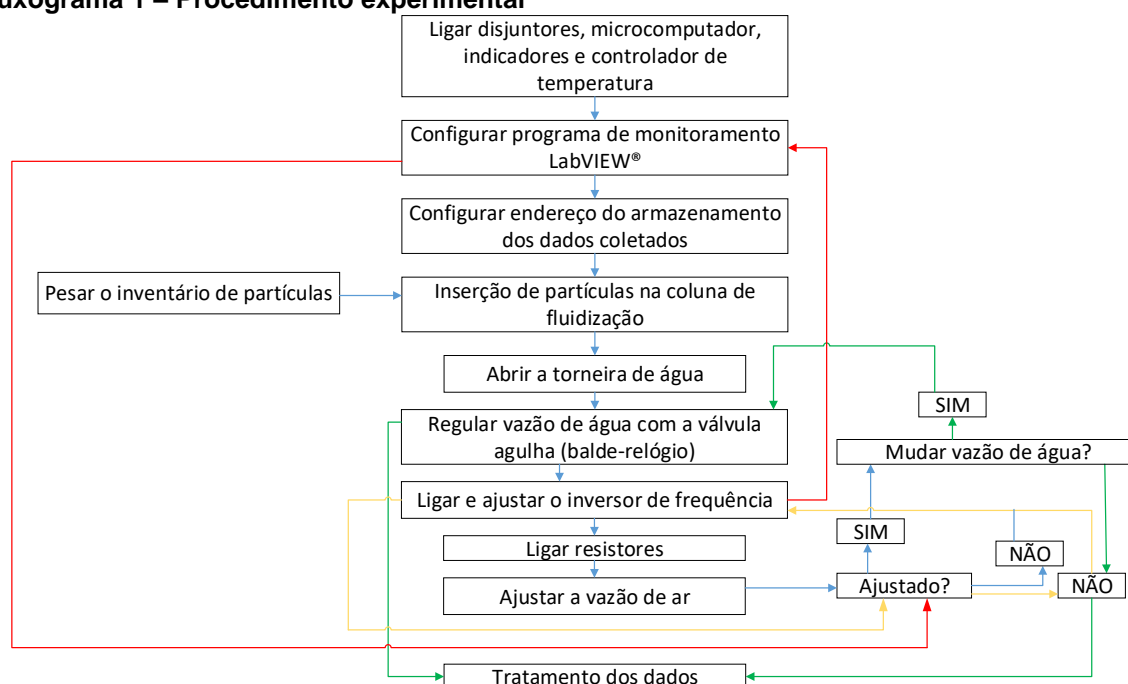 uxograma 1 – Procedimento experimental
Ligar disjuntores, microcomputador,
indicadores e controlador de
temperatura
Configurar programa de monitoramento
LabVIEW®
Configurar endereço do armazenamento
dos dados coletados
Pesar o inventário de partículas
Inserção de partículas na coluna de
fluidização
Abrir a torneira de água
SIM
Regular vazão de água com a válvula
agulha (balde-relógio)
Mudar vazão de água?
Ligar e ajustar o inversor de frequência
SIM
Ligar resistores
NÃO
Ajustar a vazão de ar
Ajustado?
NÃO
Tratamento dos dados